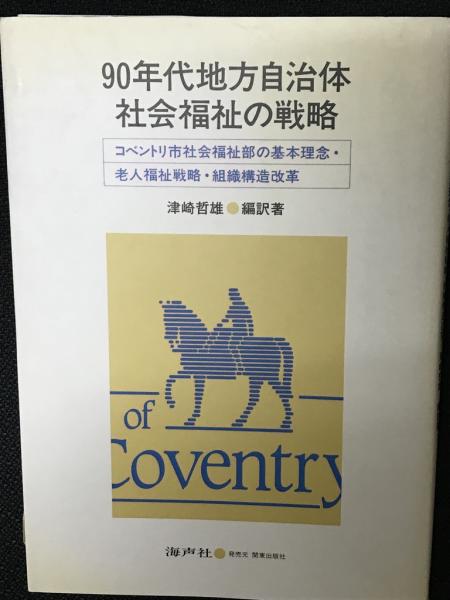 90年代地方自治体
社会福祉の戦略
コベントリ市社会福祉部の基本理念・
老人福祉戦略・組織構造改革
津崎哲雄●編訳著
of
Coventry
海声社●発売元 関東出版社